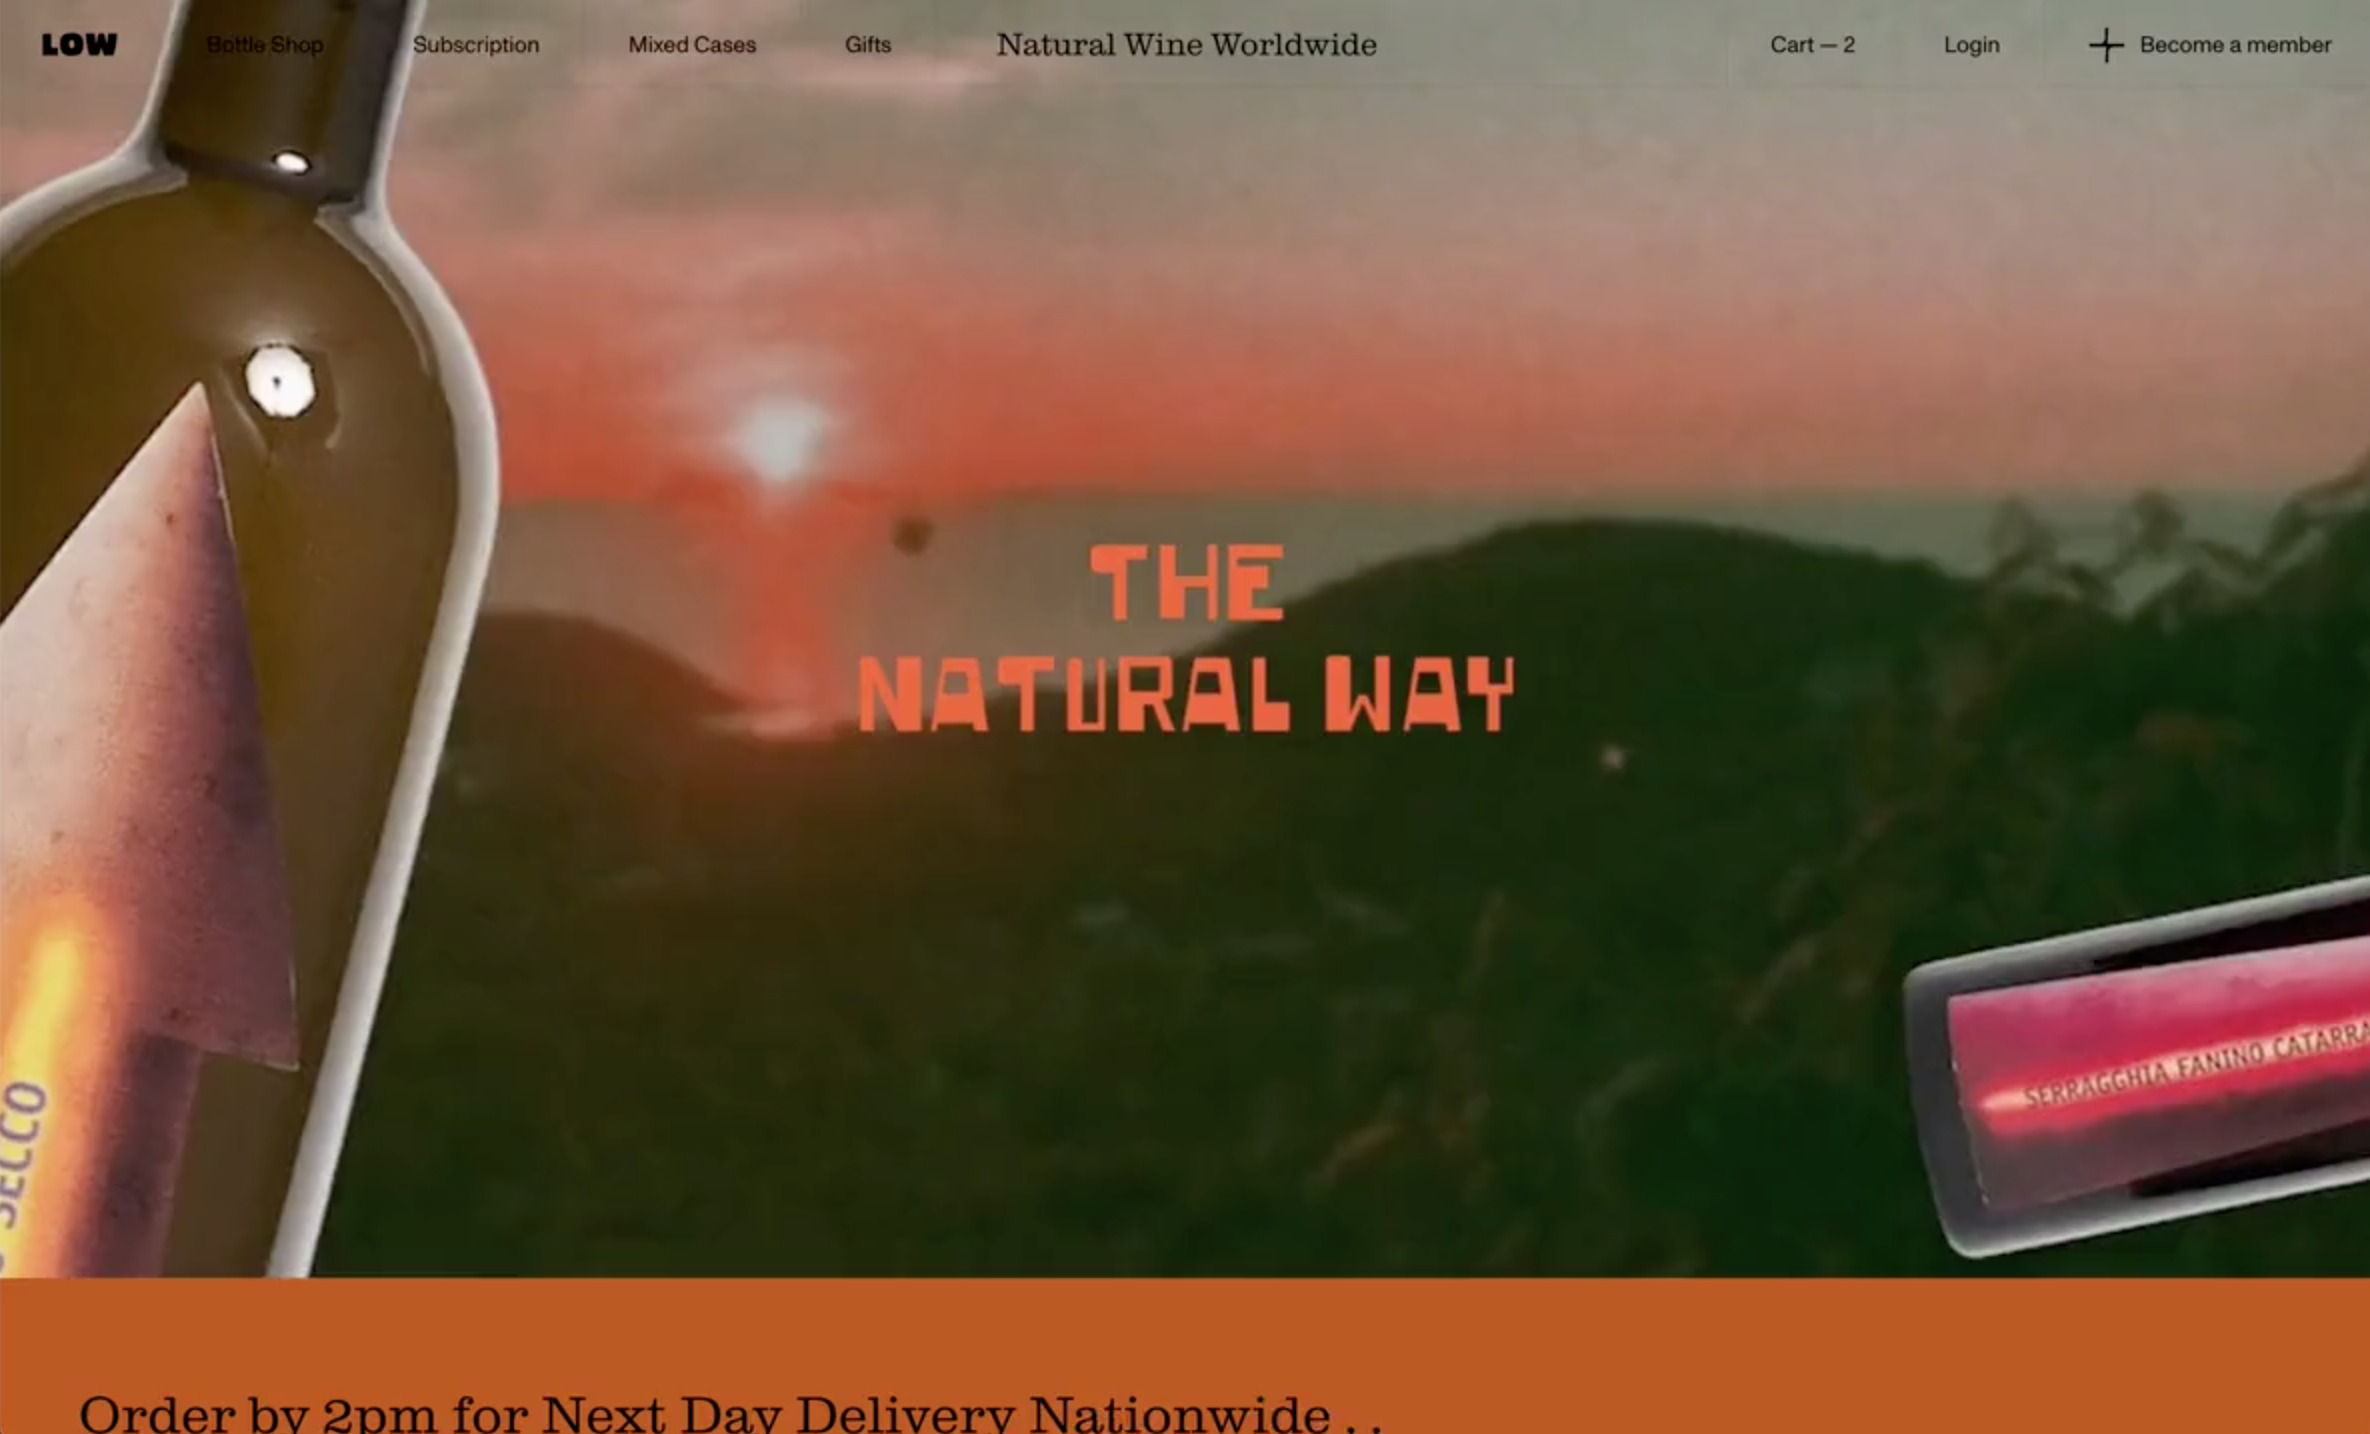 LOW Bottle Shop Subscription Mixed Cases Gifts Natural Wine Worldwide Cart — 2 Login Become a member
THE
NATURAL WAY
SECCO
SERRAGGHIA FANINO
Order by 2pm for Next Day Delivery Nationwide . .